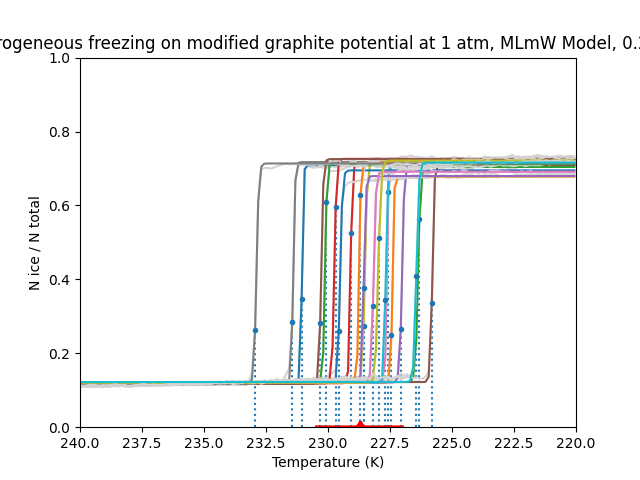 geneous freezing on modified graphite potential at 1 atm, MLmW Model,
1.0
0.8
0.6
0.4
0.2
0.0
N ice / N total
240.0 237.5 235.0 232.5 230.0 227.5 225.0 222.5 220.0
Temperature (K)